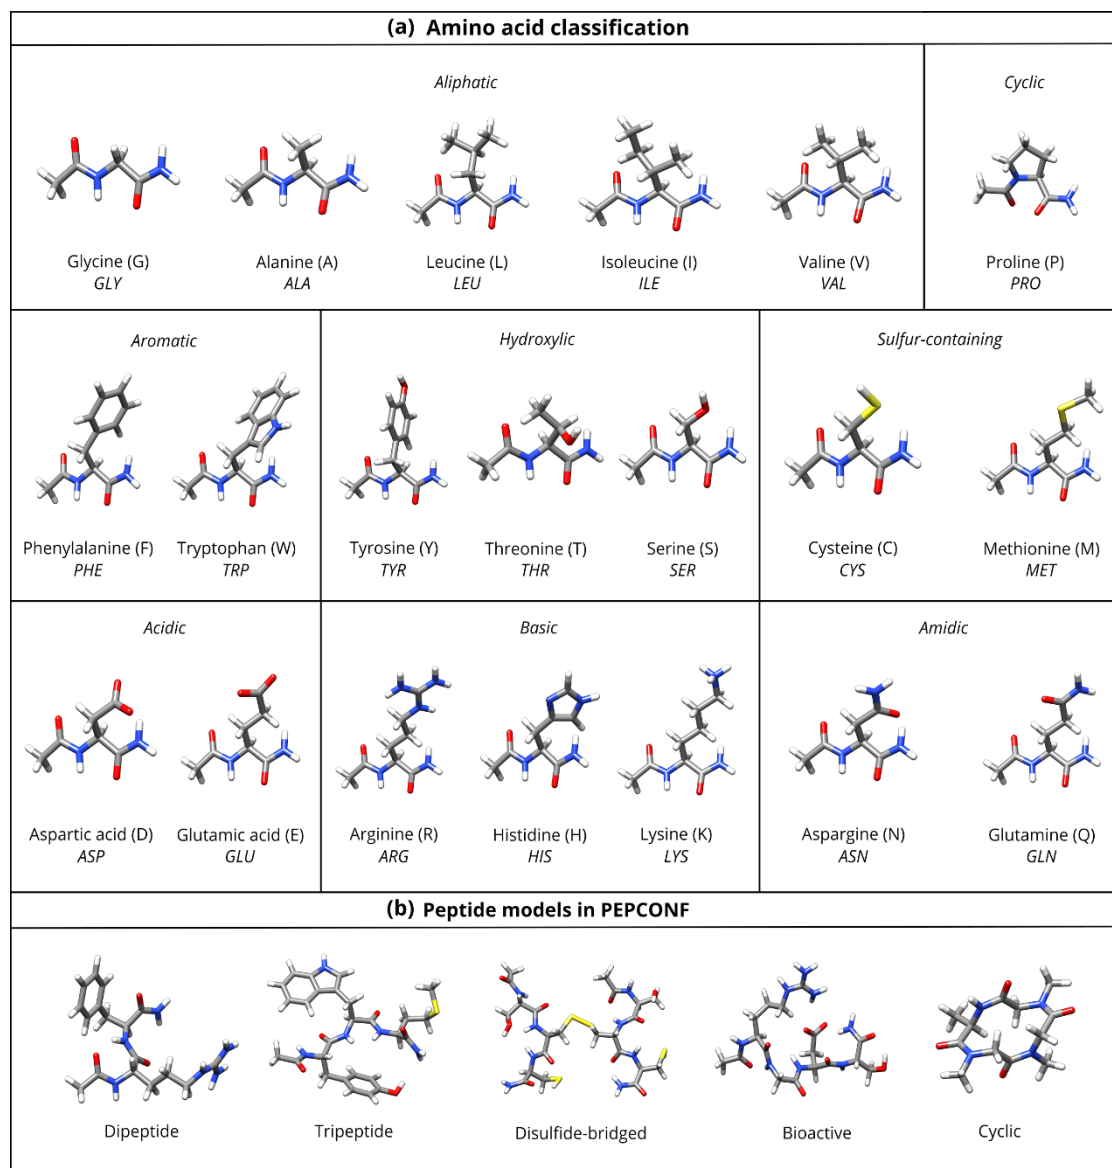 (a) Amino acid classification
Aliphatic
Cyclic
Glycine (G)
GLY
Alanine (A)
ALA
Leucine (L)
LEU
Isoleucine (I)
ILE
Valine (V)
VAL
Proline (P)
PRO
Aromatic
Hydroxylic
Sulfur-containing
Phenylalanine (F)
PHE
Tryptophan (W)
TRP
Tyrosine (Y)
TYR
Threonine (T)
THR
Serine (S)
SER
Cysteine (C)
CYS
Methionine (M)
MET
Acidic
Basic
Amidic
Aspartic acid (D)
ASP
Glutamic acid (E)
GLU
Arginine (R)
ARG
Histidine (H)
HIS
Lysine (K)
LYS
Aspargine (N)
ASN
Glutamine (Q)
GLN
(b) Peptide models in PEPCONF
Dipeptide
Tripeptide
Disulfide-bridged
Bioactive
Cyclic